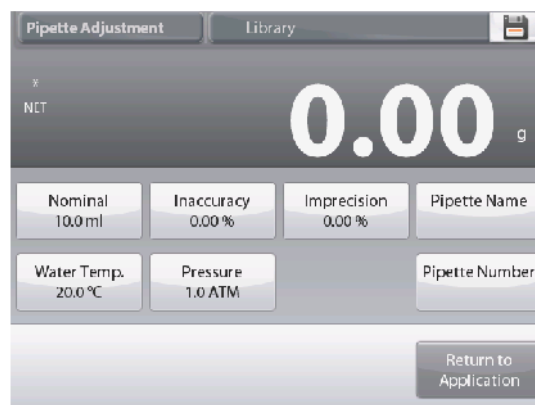 Pipette Adjustment
Library
*
NET
0.00 g
Nominal
10.0 ml
Inaccuracy
0.00 %
Imprecision
0.00 %
Pipette Name
Water Temp.
20.0 °C
Pressure
1.0 ATM
Pipette Number
Return to
Application